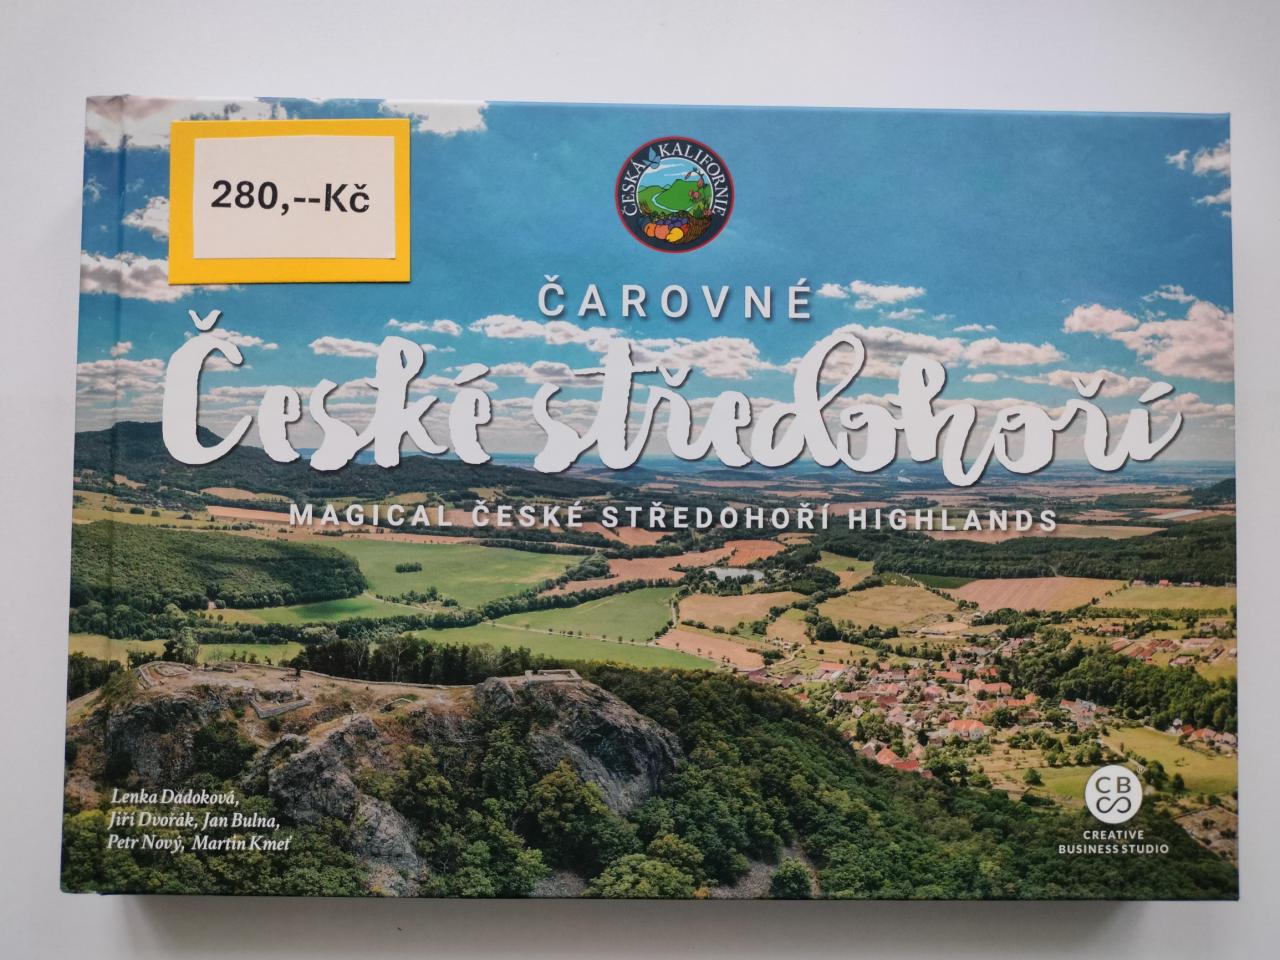 280,--Kč
ČESKÁ KALIFORNIE
ČAROVNÉ
České středohoří
MAGICAL ČESKÉ STŘEDOHOŘÍ HIGHLANDS
Lenka Dadoková,
Jiří Dvořák, Jan Bulna,
Petr Nový, Martin Kmeť
CB
CREATIVE
BUSINESS STUDIO